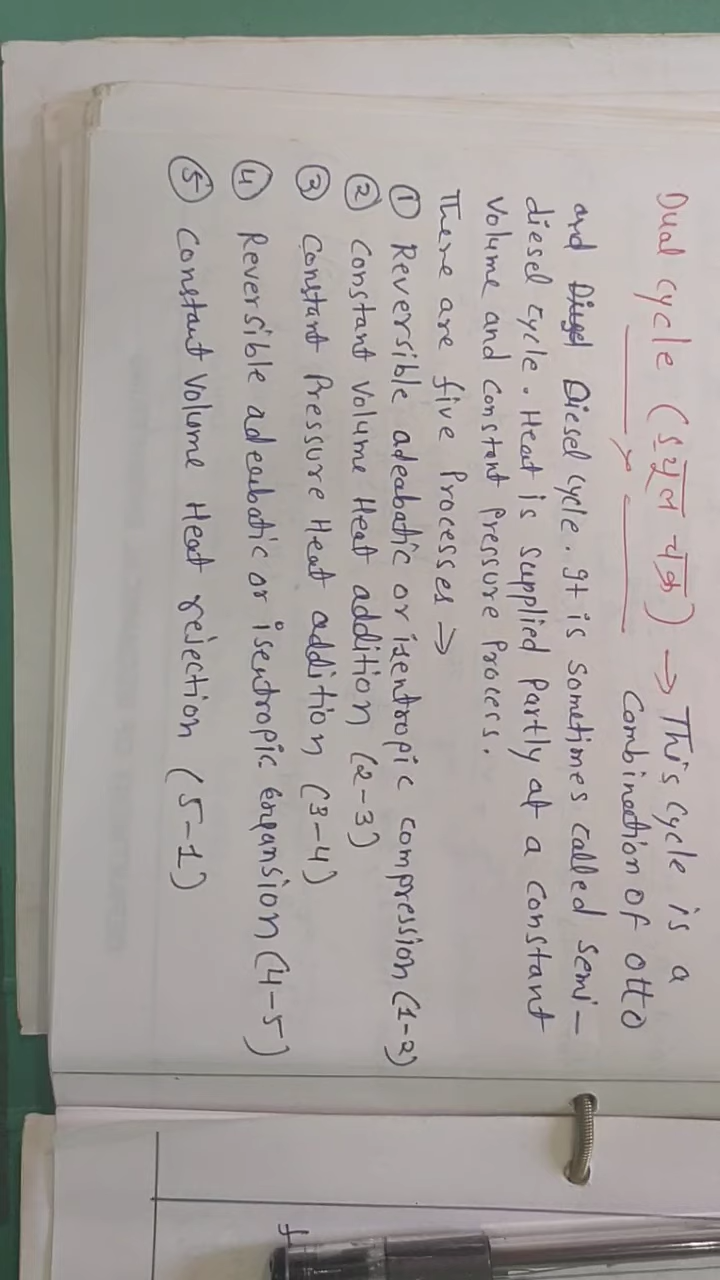 Dual cycle (ड्यूल चक्र) → This cycle is a
Combination of otto
and Diesel Diesel cycle. It is sometimes called semi-
diesel cycle. Heat is supplied Partly at a constant
volume and constant pressure process.
There are five Processes →
① Reversible adeabatic or isentropic compression (1-2)
② constant volume Heat addition (2-3)
③ constant Pressure Heat addition (3-4)
④ Reversible adeabatic or isentropic expansion (4-5)
⑤ constant volume Heat rejection (5-1)